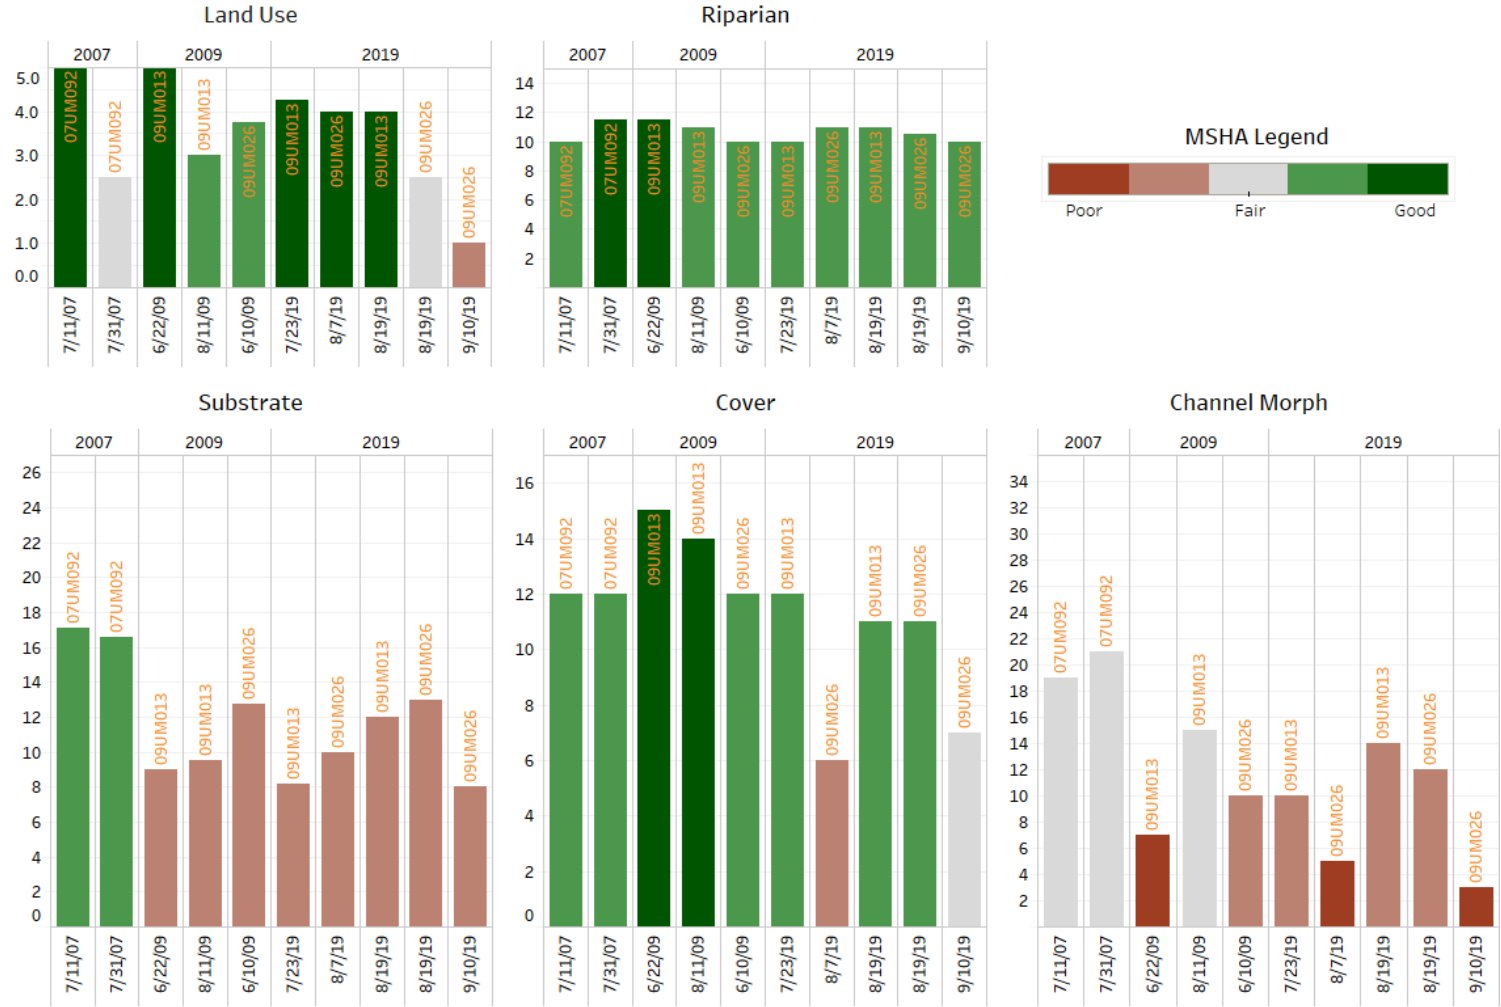 Land Use
2007 2009 2019
5.0
4.0
3.0
2.0
1.0
0.0
07UM092 07UM092 09UM013 09UM013 09UM026 09UM013 09UM026 09UM013 09UM026 09UM026
7/11/07 7/31/07 6/22/09 8/11/09 6/10/09 7/23/19 8/7/19 8/19/19 8/19/19 9/10/19
Riparian
2007 2009 2019
14
12
10
8
6
4
2
07UM092 07UM092 09UM013 09UM013 09UM026 09UM013 09UM026 09UM013 09UM026 09UM026
7/11/07 7/31/07 6/22/09 8/11/09 6/10/09 7/23/19 8/7/19 8/19/19 8/19/19 9/10/19
MSHA Legend
Poor Fair Good
Substrate
2007 2009 2019
26
24
22
20
18
16
14
12
10
8
6
4
2
0
07UM092 07UM092 09UM013 09UM013 09UM026 09UM013 09UM026 09UM013 09UM026 09UM026
7/11/07 7/31/07 6/22/09 8/11/09 6/10/09 7/23/19 8/7/19 8/19/19 8/19/19 9/10/19
Cover
2007 2009 2019
16
14
12
10
8
6
4
2
0
07UM092 07UM092 09UM013 09UM013 09UM026 09UM013 09UM026 09UM013 09UM026 09UM026
7/11/07 7/31/07 6/22/09 8/11/09 6/10/09 7/23/19 8/7/19 8/19/19 8/19/19 9/10/19
Channel Morph
2007 2009 2019
34
32
30
28
26
24
22
20
18
16
14
12
10
8
6
4
2
07UM092 07UM092 09UM013 09UM013 09UM026 09UM013 09UM026 09UM013 09UM026 09UM026
7/11/07 7/31/07 6/22/09 8/11/09 6/10/09 7/23/19 8/7/19 8/19/19 8/19/19 9/10/19